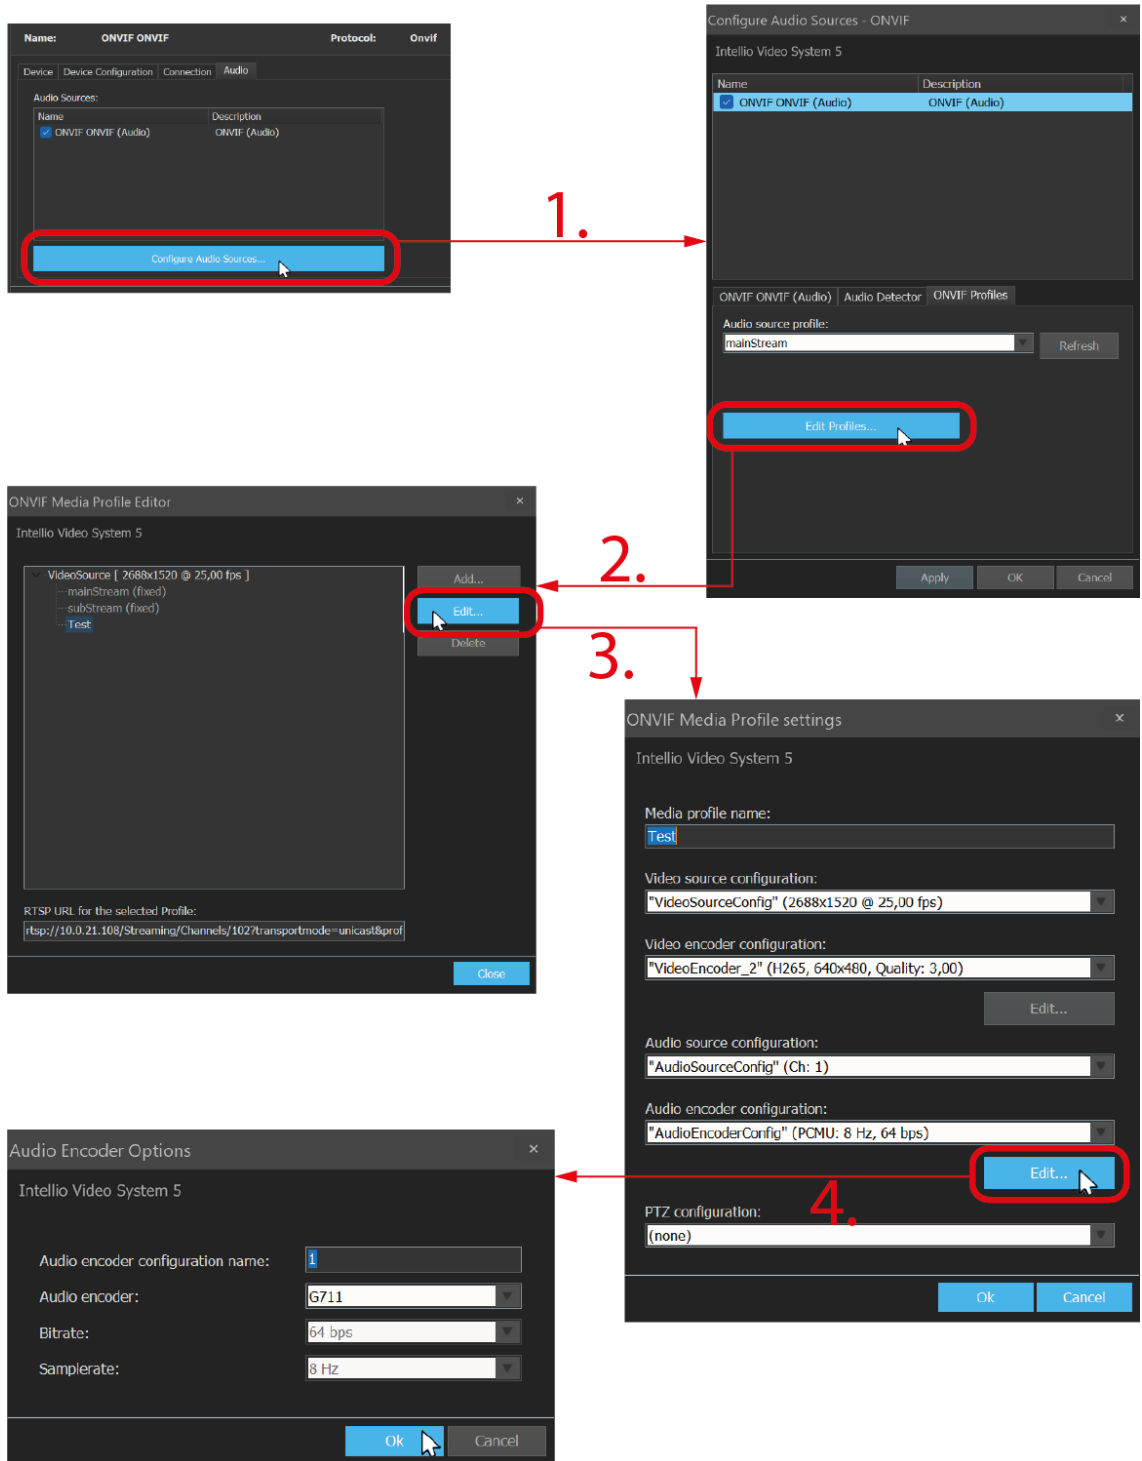 Name: ONVIF ONVIF Protocol: Onvif
Device Device Configuration Connection Audio
Audio Sources:
Name Description
ONVIF ONVIF (Audio) ONVIF (Audio)
Configure Audio Sources...
1.
Configure Audio Sources - ONVIF ×
Intellio Video System 5
Name Description
ONVIF ONVIF (Audio) ONVIF (Audio)
ONVIF ONVIF (Audio) Audio Detector ONVIF Profiles
Audio source profile:
mainStream Refresh
Edit Profiles...
Apply OK Cancel
2.
ONVIF Media Profile Editor ×
Intellio Video System 5
VideoSource [ 2688x1520 @ 25,00 fps ]
mainStream (fixed)
subStream (fixed)
Test
Add...
Edit...
Delete
RTSP URL for the selected Profile:
rtsp://10.0.21.108/Streaming/Channels/102?transportmode=unicast&prof
Close
3.
ONVIF Media Profile settings ×
Intellio Video System 5
Media profile name:
Test
Video source configuration:
"VideoSourceConfig" (2688x1520 @ 25,00 fps)
Video encoder configuration:
"VideoEncoder_2" (H265, 640x480, Quality: 3,00)
Edit...
Audio source configuration:
"AudioSourceConfig" (Ch: 1)
Audio encoder configuration:
"AudioEncoderConfig" (PCMU: 8 Hz, 64 bps)
Edit...
PTZ configuration:
(none)
Ok Cancel
4.
Audio Encoder Options ×
Intellio Video System 5
Audio encoder configuration name: 1
Audio encoder: G711
Bitrate: 64 bps
Samplerate: 8 Hz
Ok Cancel